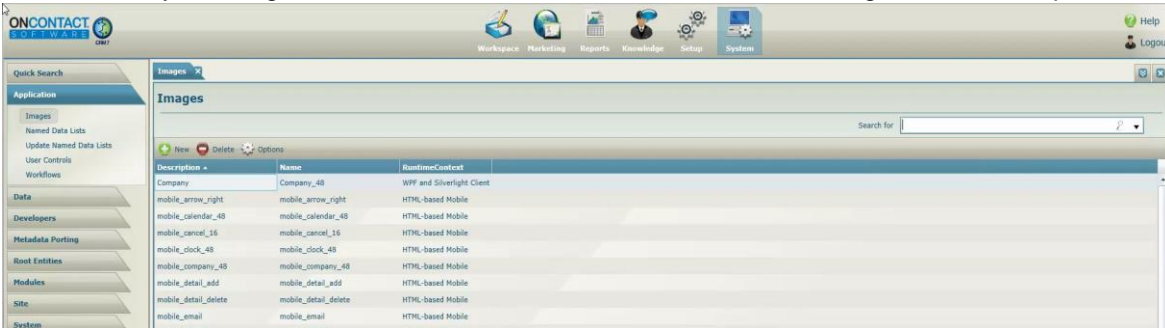 ONCONTACT
SOFTWARE
CRM7
Workspace Marketing Reports Knowledge Setup System
Help
Logou
Quick Search
Application
Images
Named Data Lists
Update Named Data Lists
User Controls
Workflows
Data
Developers
Metadata Porting
Root Entities
Modules
Site
System
Images X
Images
Search for
New Delete Options
Description Name RuntimeContext
Company Company_48 WPF and Silverlight Client
mobile_arrow_right mobile_arrow_right HTML-based Mobile
mobile_calendar_48 mobile_calendar_48 HTML-based Mobile
mobile_cancel_16 mobile_cancel_16 HTML-based Mobile
mobile_clock_48 mobile_clock_48 HTML-based Mobile
mobile_company_48 mobile_company_48 HTML-based Mobile
mobile_detail_add mobile_detail_add HTML-based Mobile
mobile_detail_delete mobile_detail_delete HTML-based Mobile
mobile_email mobile_email HTML-based Mobile